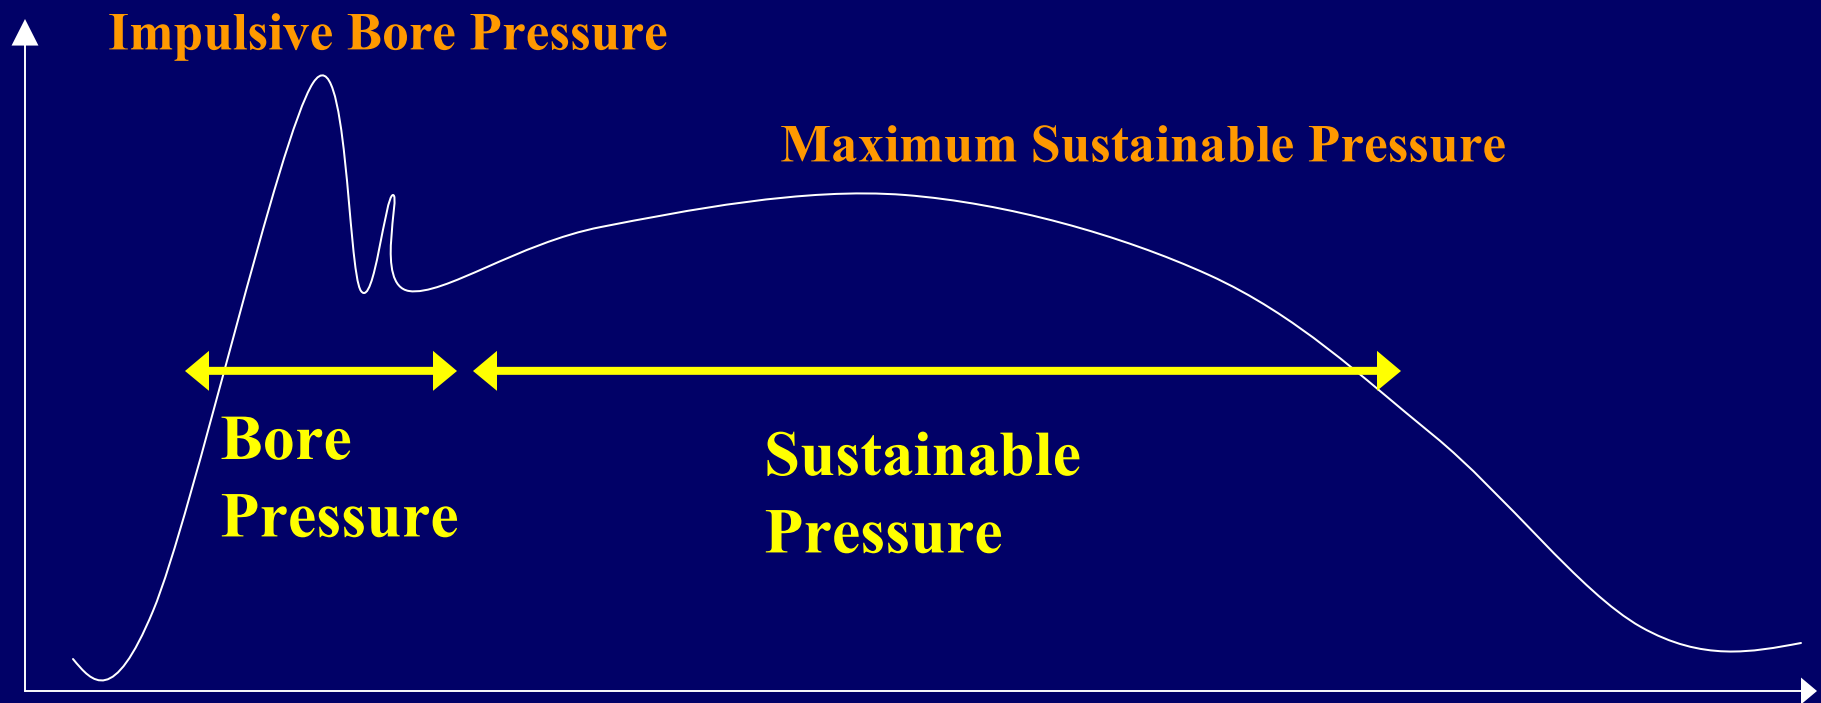 Impulsive Bore Pressure
Maximum Sustainable Pressure
Bore
Pressure
Sustainable
Pressure